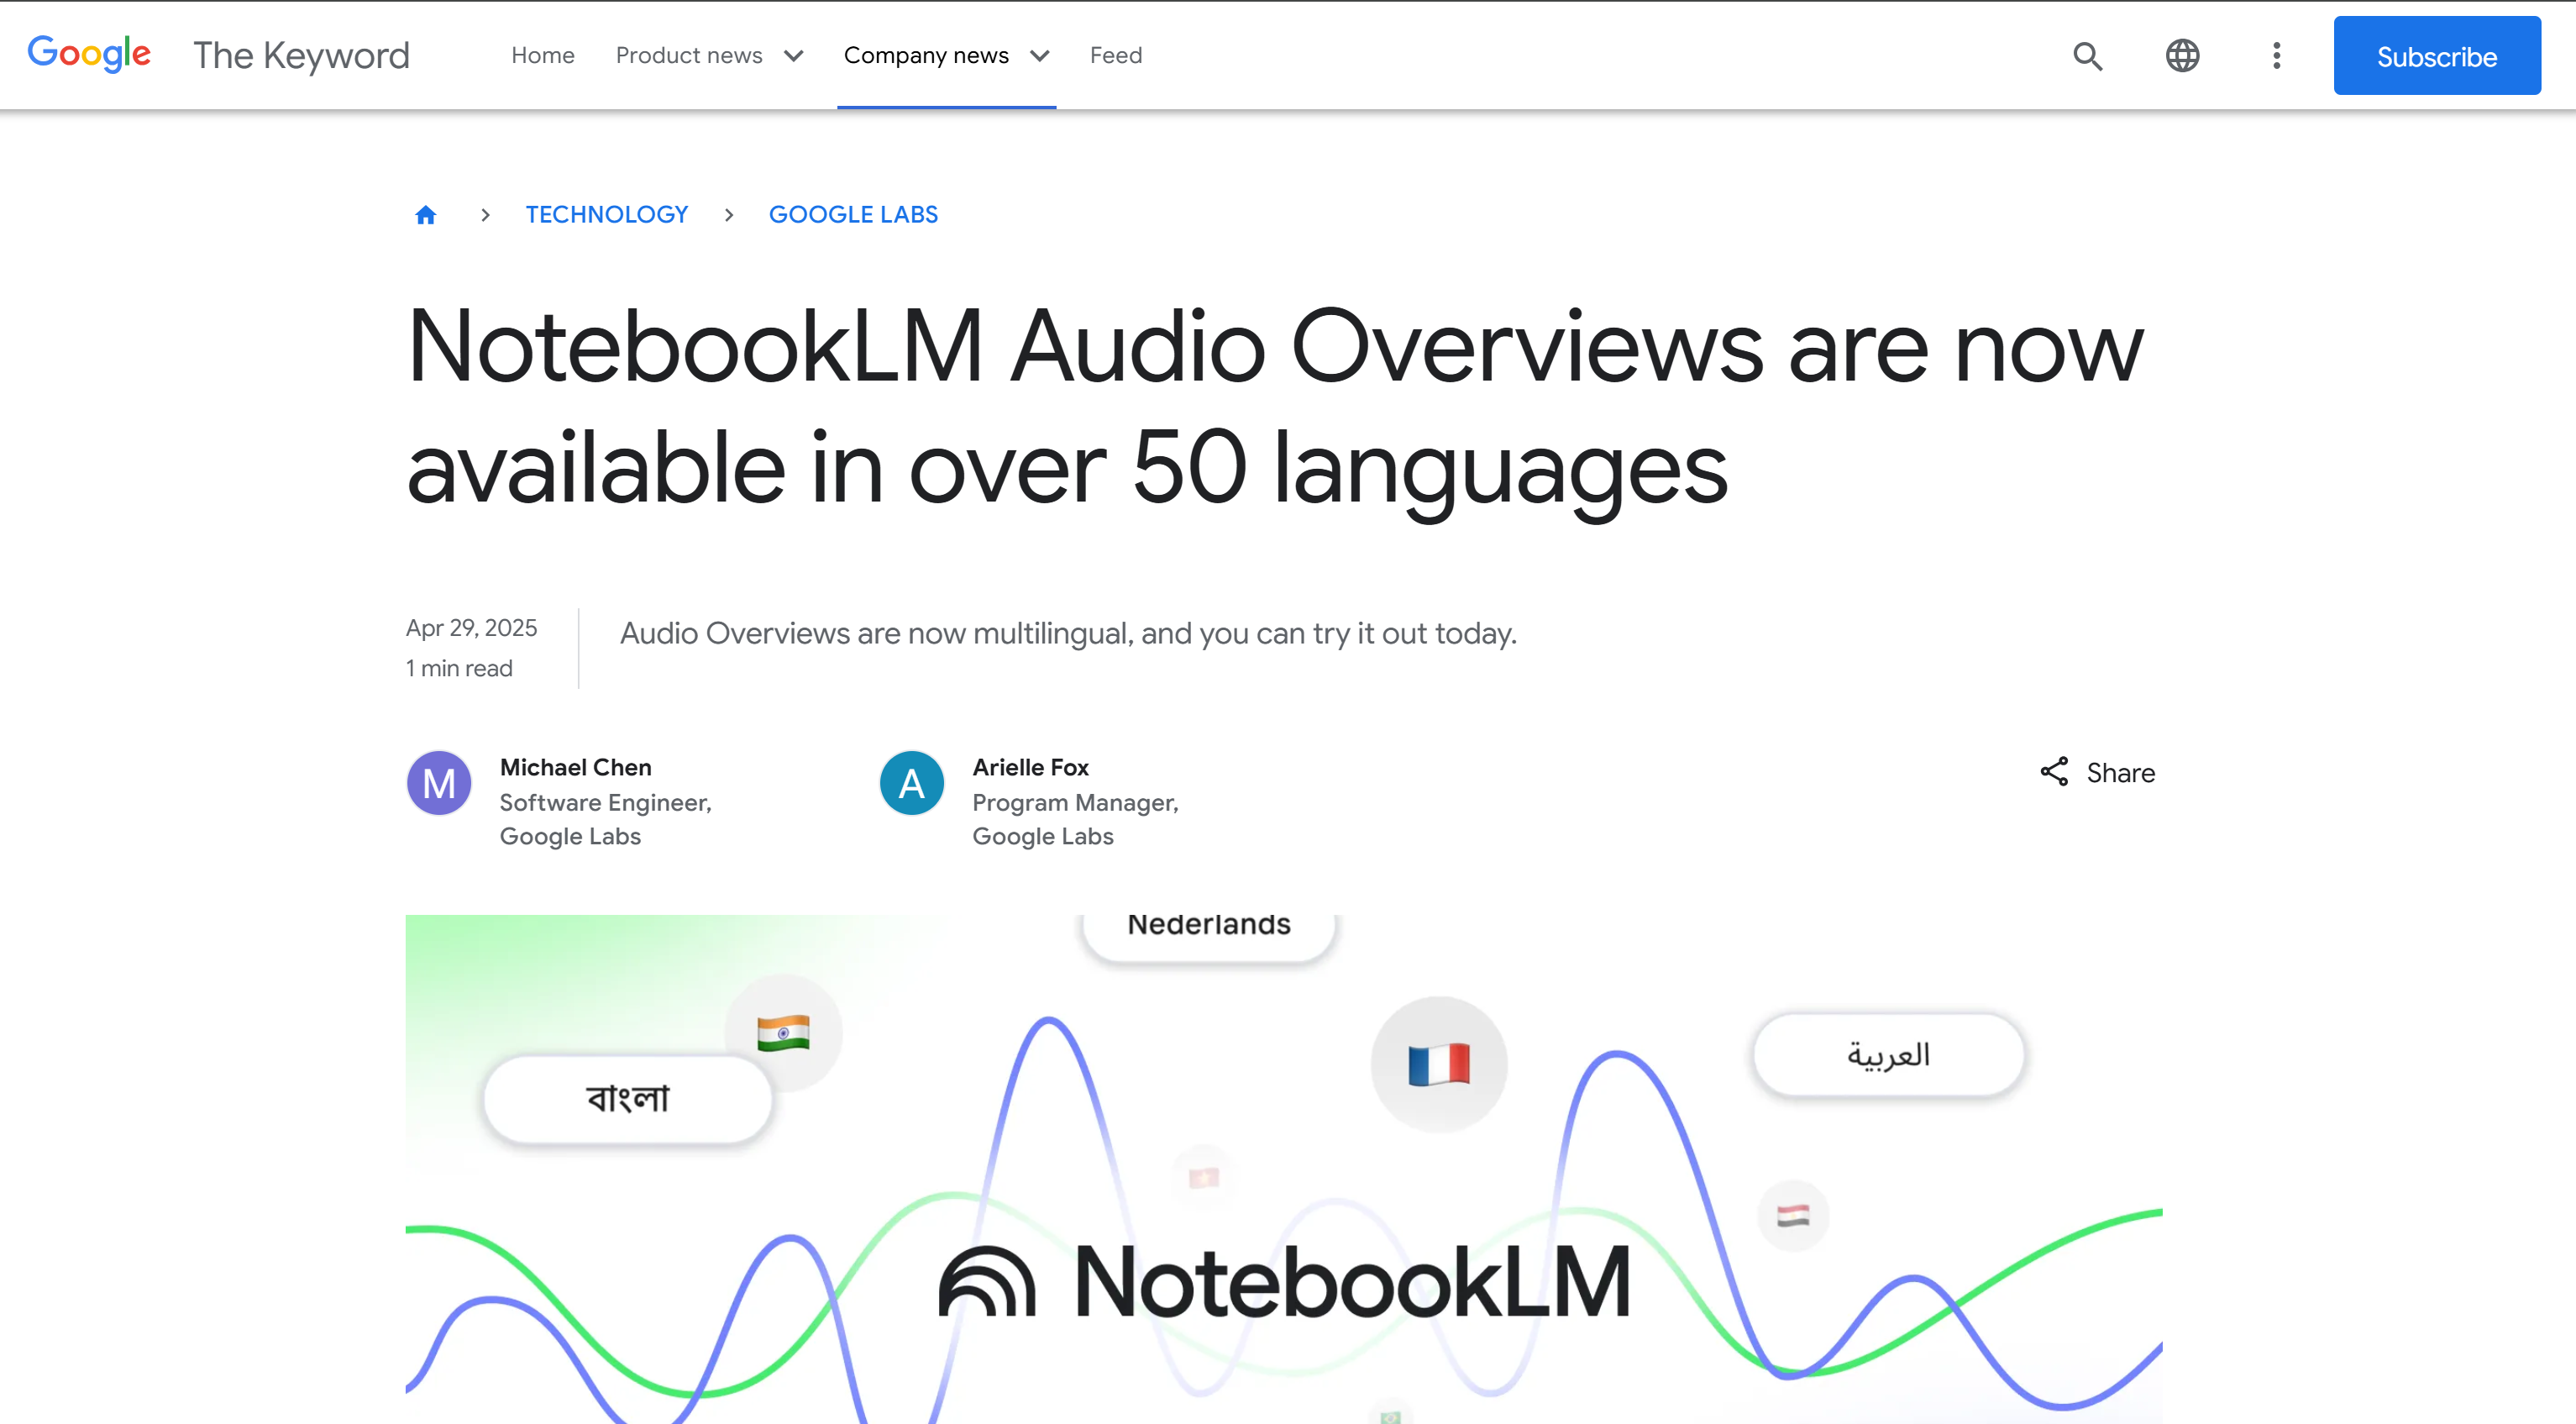 Google The Keyword Home Product news Company news Feed Subscribe
TECHNOLOGY GOOGLE LABS
NotebookLM Audio Overviews are now
available in over 50 languages
Apr 29, 2025
1 min read
Audio Overviews are now multilingual, and you can try it out today.
M
Michael Chen
Software Engineer,
Google Labs
A
Arielle Fox
Program Manager,
Google Labs
Share
Nederlands
বাংলা
العربية
NotebookLM